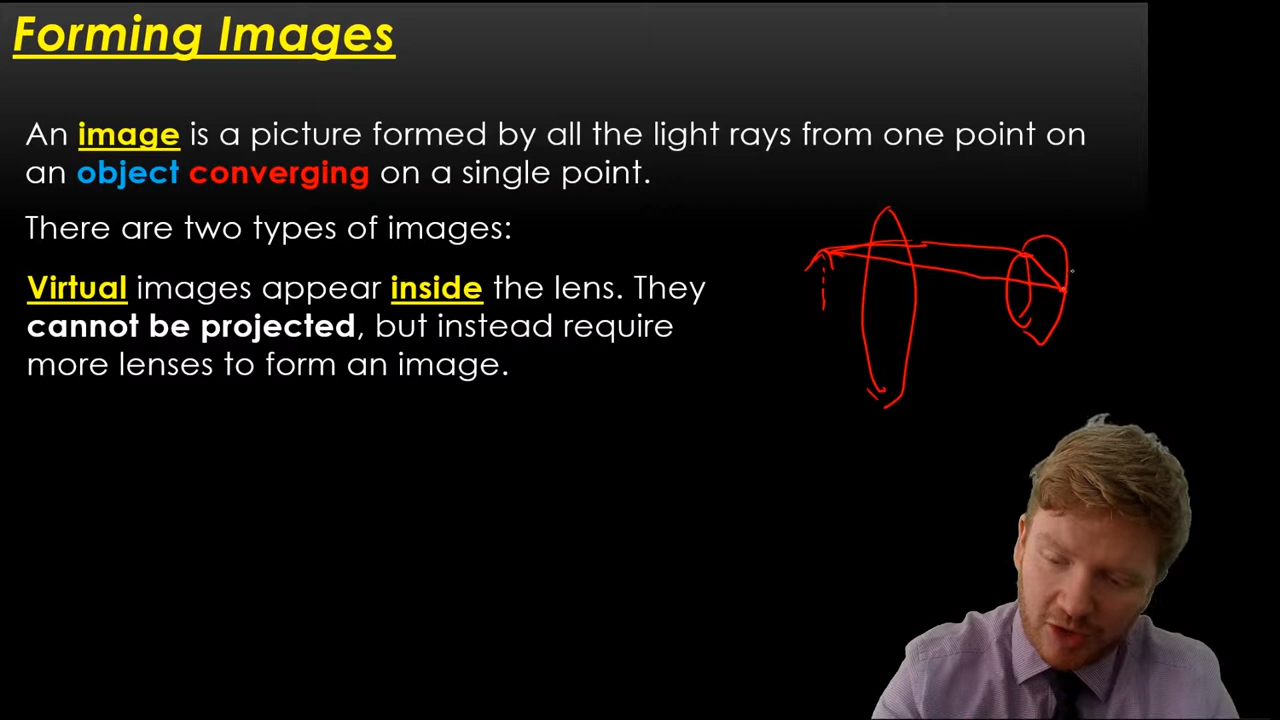 Forming Images
An image is a picture formed by all the light rays from one point on
an object converging on a single point.
There are two types of images:
Virtual images appear inside the lens. They
cannot be projected, but instead require
more lenses to form an image.